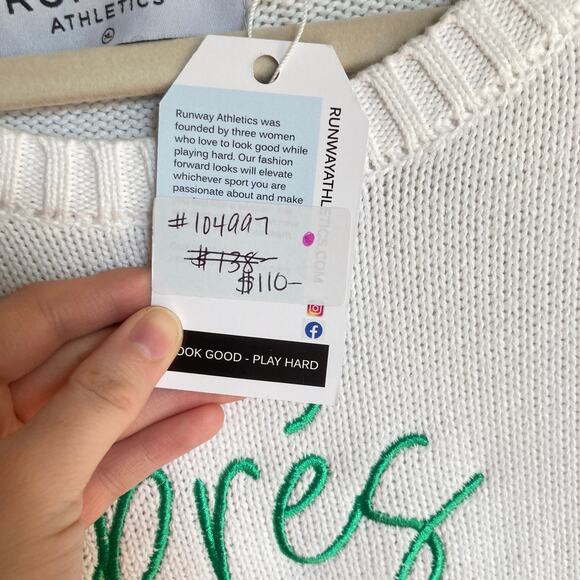 ATHLETICS
XL
Runway Athletics was
founded by three women
who love to look good while
playing hard. Our fashion
forward looks will elevate
whichever sport you are
passionate about and make
RUNWAYATHLETICS.COM
#104997
$138-
$110-
OOK GOOD - PLAY HARD
près